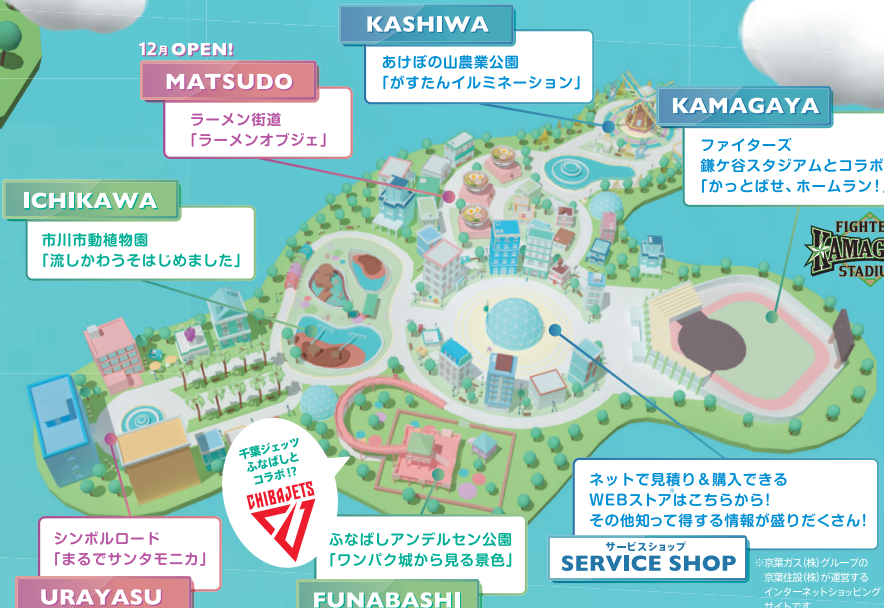 KASHIWA
あけぼの山農業公園
「がすたんイルミネーション」
12月OPEN!
MATSUDO
ラーメン街道
「ラーメンオブジェ」
KAMAGAYA
ファイターズ
鎌ケ谷スタジアムとコラボ
「かっとばせ、ホームラン!」
FIGHTE
KAMAG
STADIU
ICHIKAWA
市川市動植物園
「流しかわうそはじめました」
千葉ジェッツ
ふなばしと
コラボ!?
CHIBAJETS
シンボルロード
「まるでサンタモニカ」
URAYASU
ふなばしアンデルセン公園
「ワンパク城から見る景色」
FUNABASHI
ネットで見積り&購入できる
WEBストアはこちらから!
その他知って得する情報が盛りだくさん!
サービスショップ
SERVICE SHOP
※京葉ガス(株)グループの
京葉住設(株)が運営する
インターネットショッピング
サイトです